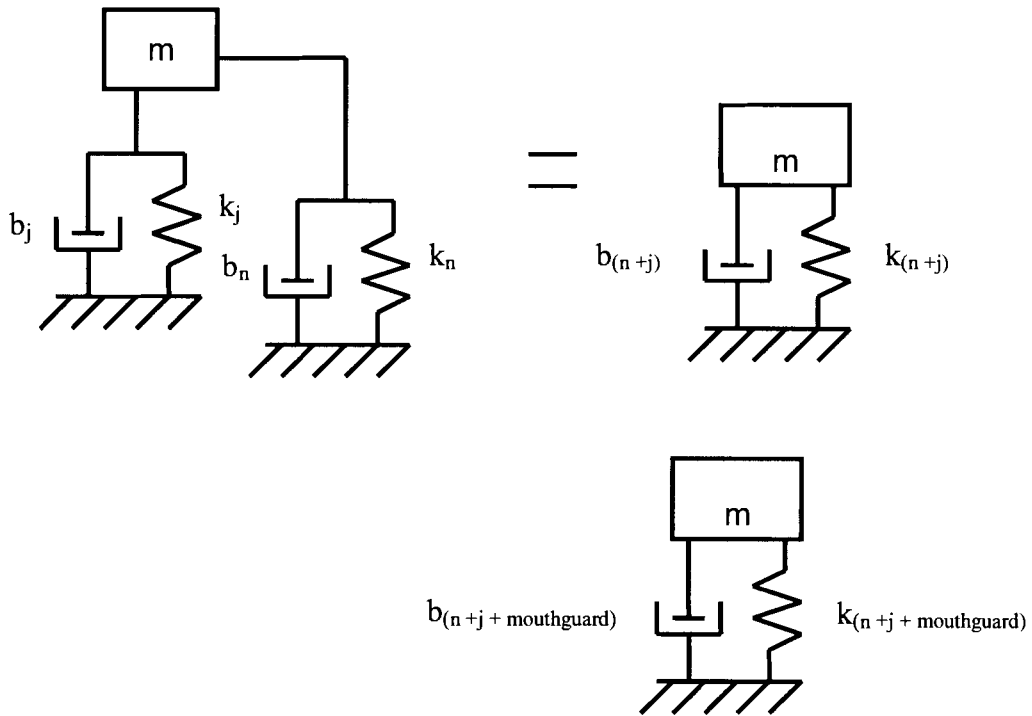 m
b_j
k_j
b_n
k_n
=
m
b_(n +j)
k_(n +j)
m
b_(n +j + mouthguard)
k_(n +j + mouthguard)